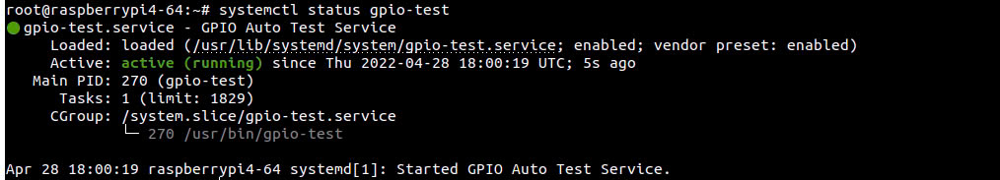 root@raspberrypi4-64:~# systemctl status gpio-test
● gpio-test.service - GPIO Auto Test Service
     Loaded: loaded (/usr/lib/systemd/system/gpio-test.service; enabled; vendor preset: enabled)
     Active: active (running) since Thu 2022-04-28 18:00:19 UTC; 5s ago
   Main PID: 270 (gpio-test)
      Tasks: 1 (limit: 1829)
     CGroup: /system.slice/gpio-test.service
             └─ 270 /usr/bin/gpio-test
Apr 28 18:00:19 raspberrypi4-64 systemd[1]: Started GPIO Auto Test Service.